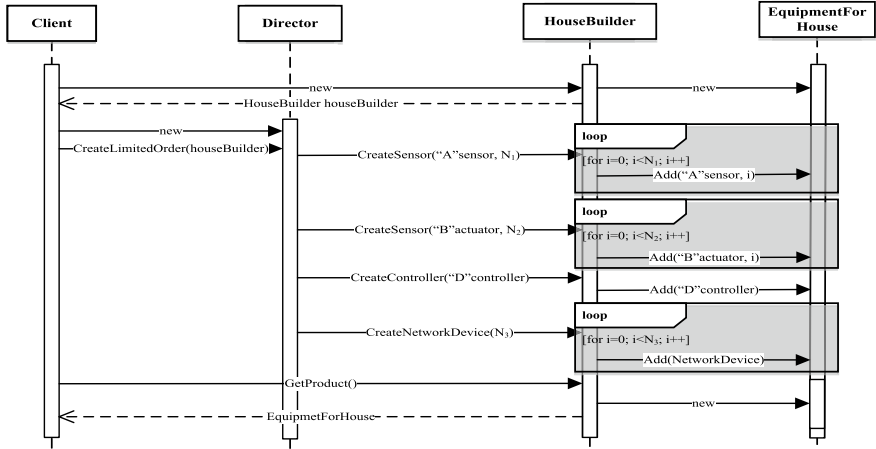 Client
Director
HouseBuilder
EquipmentFor
House
new
new
HouseBuilder houseBuilder
new
CreateLimitedOrder(houseBuilder)
loop
CreateSensor(“A”sensor, N1)
[for i=0; i<N1; i++]
Add(“A”sensor, i)
loop
CreateSensor(“B”actuator, N2)
[for i=0; i<N2; i++]
Add(“B”actuator, i)
CreateController(“D”controller)
Add(“D”controller)
loop
CreateNetworkDevice(N3)
[for i=0; i<N3; i++]
Add(NetworkDevice)
GetProduct()
new
EquipmetForHouse